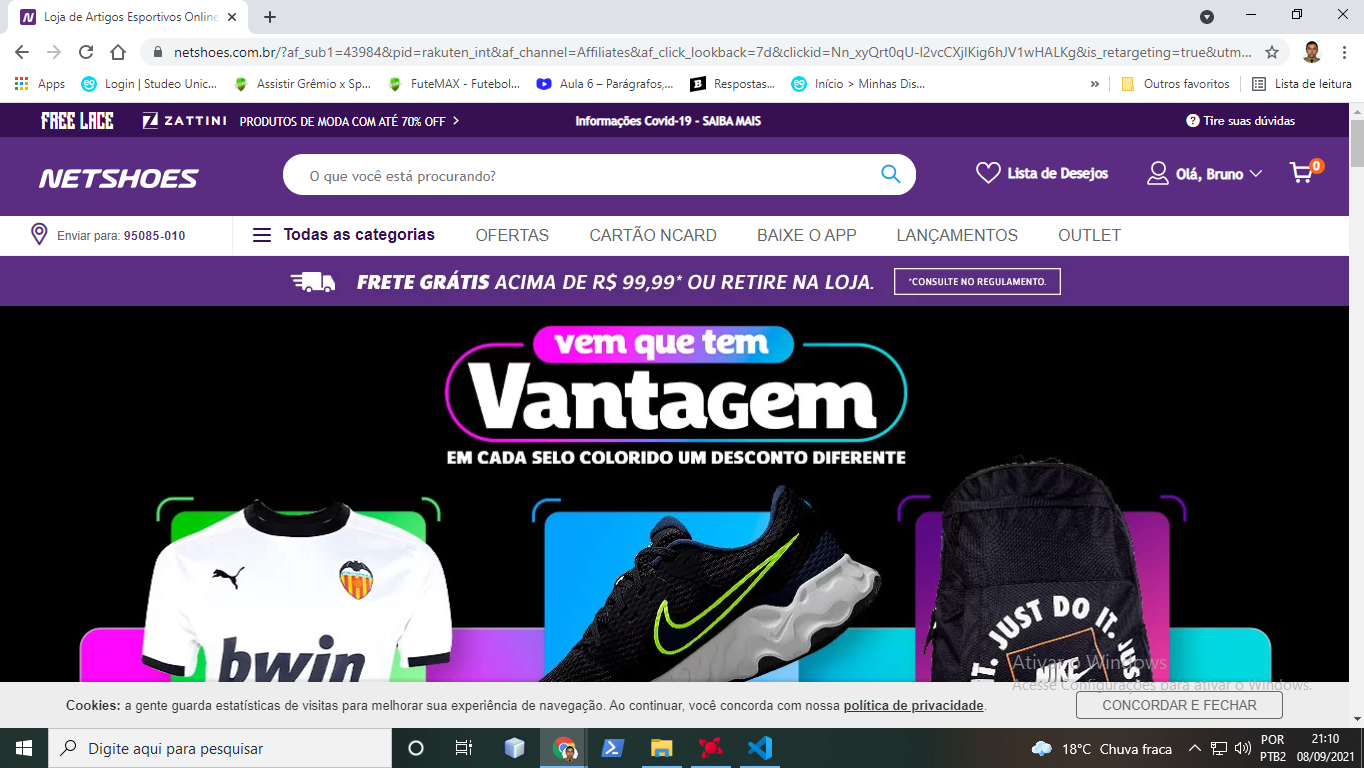 Loja de Artigos Esportivos Online
netshoes.com.br/?af_sub1=43984&pid=rakuten_int&af_channel=Affiliates&af_click_lookback=7d&clickid=Nn_xyQrt0qU-I2vcCXjIKig6hJV1wHALKg&is_retargeting=true&utm...
Apps Login | Studeo Unic... Assistir Grêmio x Sp... FuteMAX - Futebol... Aula 6 – Parágrafos,... Respostas... Início > Minhas Dis... » Outros favoritos Lista de leitura
FREE LACE ZATTINI PRODUTOS DE MODA COM ATÉ 70% OFF Informações Covid-19 - SAIBA MAIS Tire suas dúvidas
NETSHOES O que você está procurando? Lista de Desejos Olá, Bruno 0
Enviar para: 95085-010 Todas as categorias OFERTAS CARTÃO NCARD BAIXE O APP LANÇAMENTOS OUTLET
FRETE GRÁTIS ACIMA DE R$ 99,99* OU RETIRE NA LOJA. *CONSULTE NO REGULAMENTO.
vem que tem
Vantagem
EM CADA SELO COLORIDO UM DESCONTO DIFERENTE
bwin
IT. JUST DO IT. JUS
NIKE
Ativar o Windows
Acesse Configurações para ativar o Windows.
Cookies: a gente guarda estatísticas de visitas para melhorar sua experiência de navegação. Ao continuar, você concorda com nossa política de privacidade. CONCORDAR E FECHAR
Digite aqui para pesquisar 18°C Chuva fraca POR 21:10
PTB2 08/09/2021